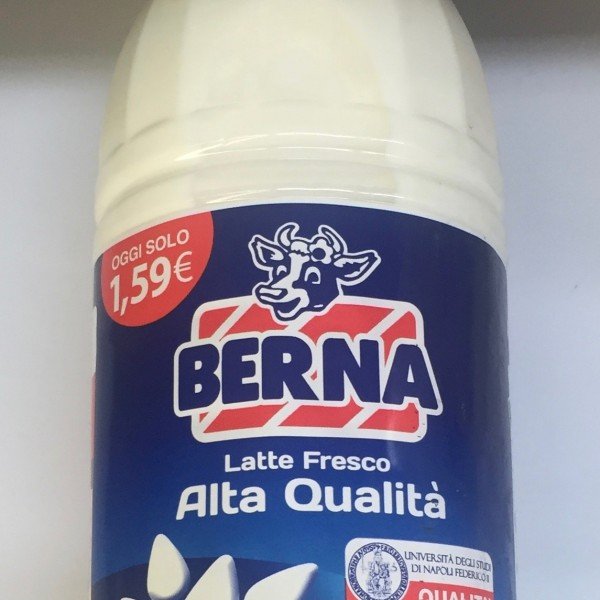 OGGI SOLO
1,59€
BERNA
Latte Fresco
Alta Qualità
UNIVERSITÀ DEGLI STUDI
DI NAPOLI FEDERICO II